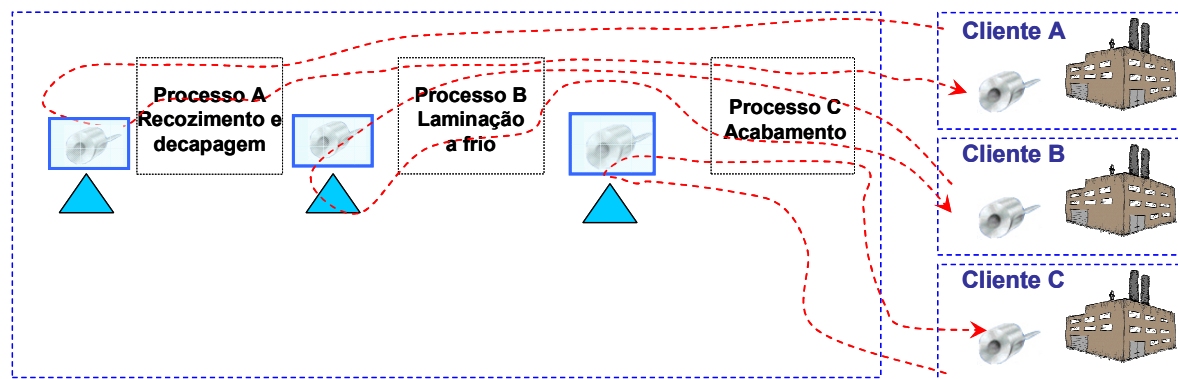 Processo A
Recozimento e
decapagem
Processo B
Laminação
a frio
Processo C
Acabamento
Cliente A
Cliente B
Cliente C